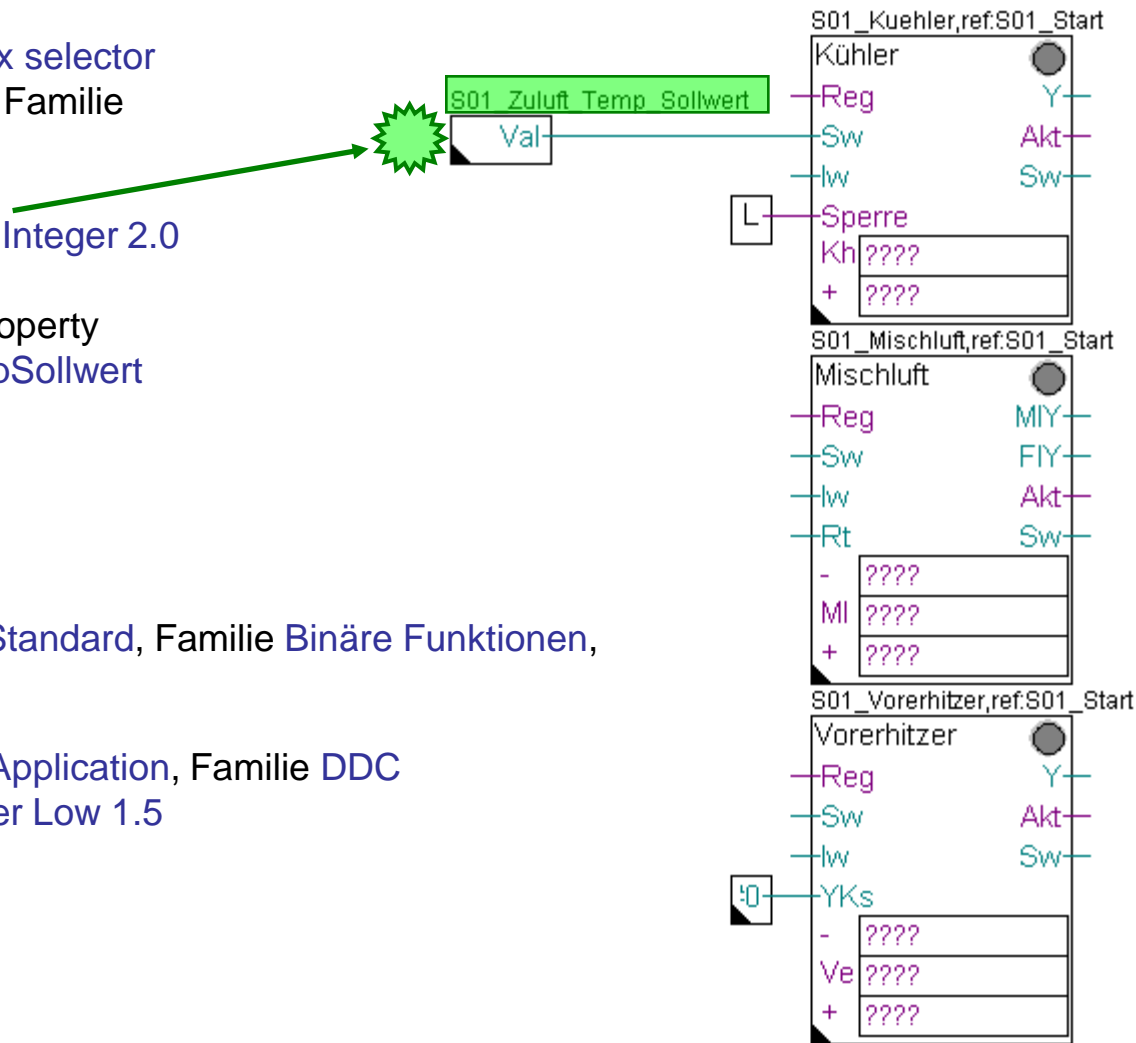 x selector
Familie
Integer 2.0
operty
oSollwert
Standard, Familie Binäre Funktionen,
Application, Familie DDC
er Low 1.5
S01_Zuluft_Temp_Sollwert
Val
S01_Kuehler,ref:S01_Start
Kühler
Reg Y
Sw Akt
Iw Sw
L
Sperre
Kh ????
+ ????
S01_Mischluft,ref:S01_Start
Mischluft
Reg MIY
Sw FIY
Iw Akt
Rt Sw
- ????
MI ????
+ ????
S01_Vorerhitzer,ref:S01_Start
Vorerhitzer
Reg Y
Sw Akt
Iw Sw
YKs
- ????
Ve ????
+ ????